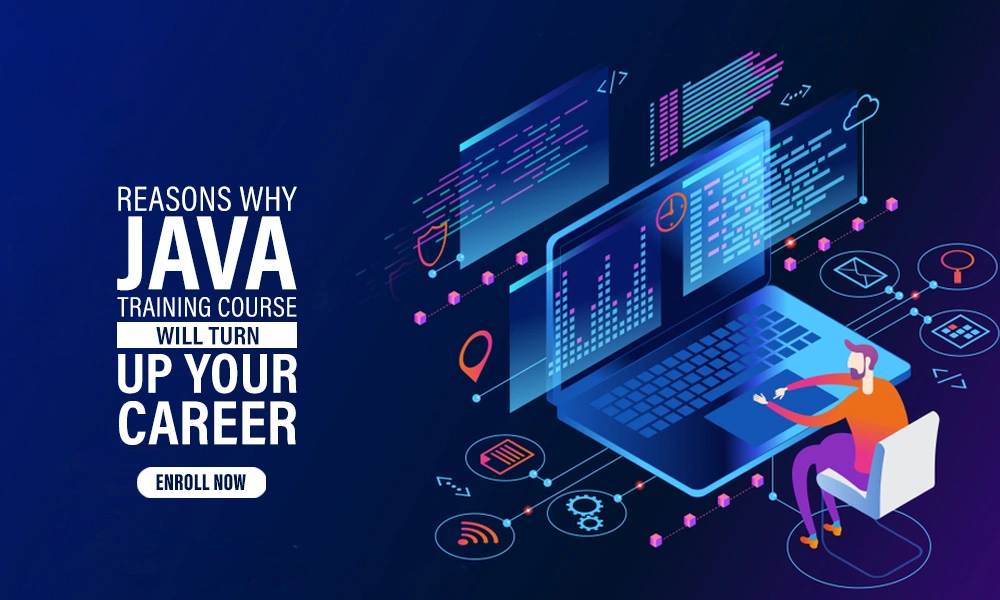 REASONS WHY
JAVA
TRAINING COURSE
WILL TURN
UP YOUR
CAREER
ENROLL NOW